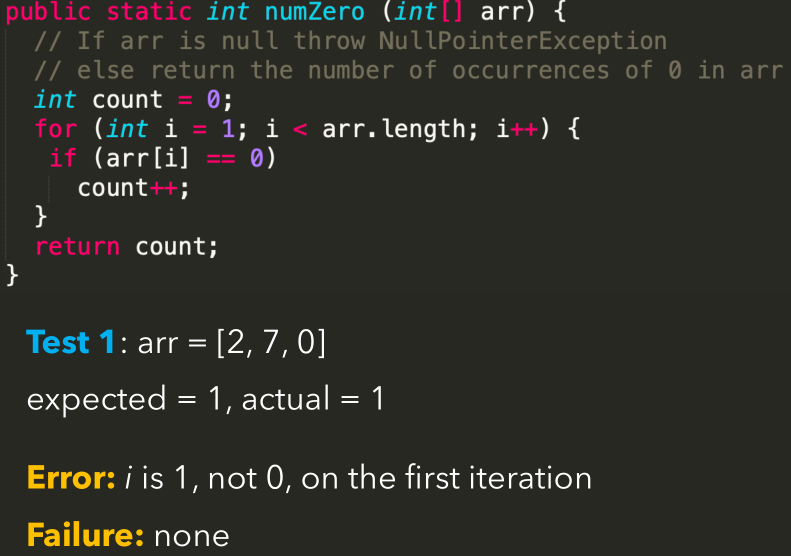 public static int numZero (int[] arr) {
// If arr is null throw NullPointerException
// else return the number of occurrences of 0 in arr
int count = 0;
for (int i = 1; i < arr.length; i++) {
if (arr[i] == 0)
count++;
}
return count;
}
Test 1: arr = [2, 7, 0]
expected = 1, actual = 1
Error: i is 1, not 0, on the first iteration
Failure: none